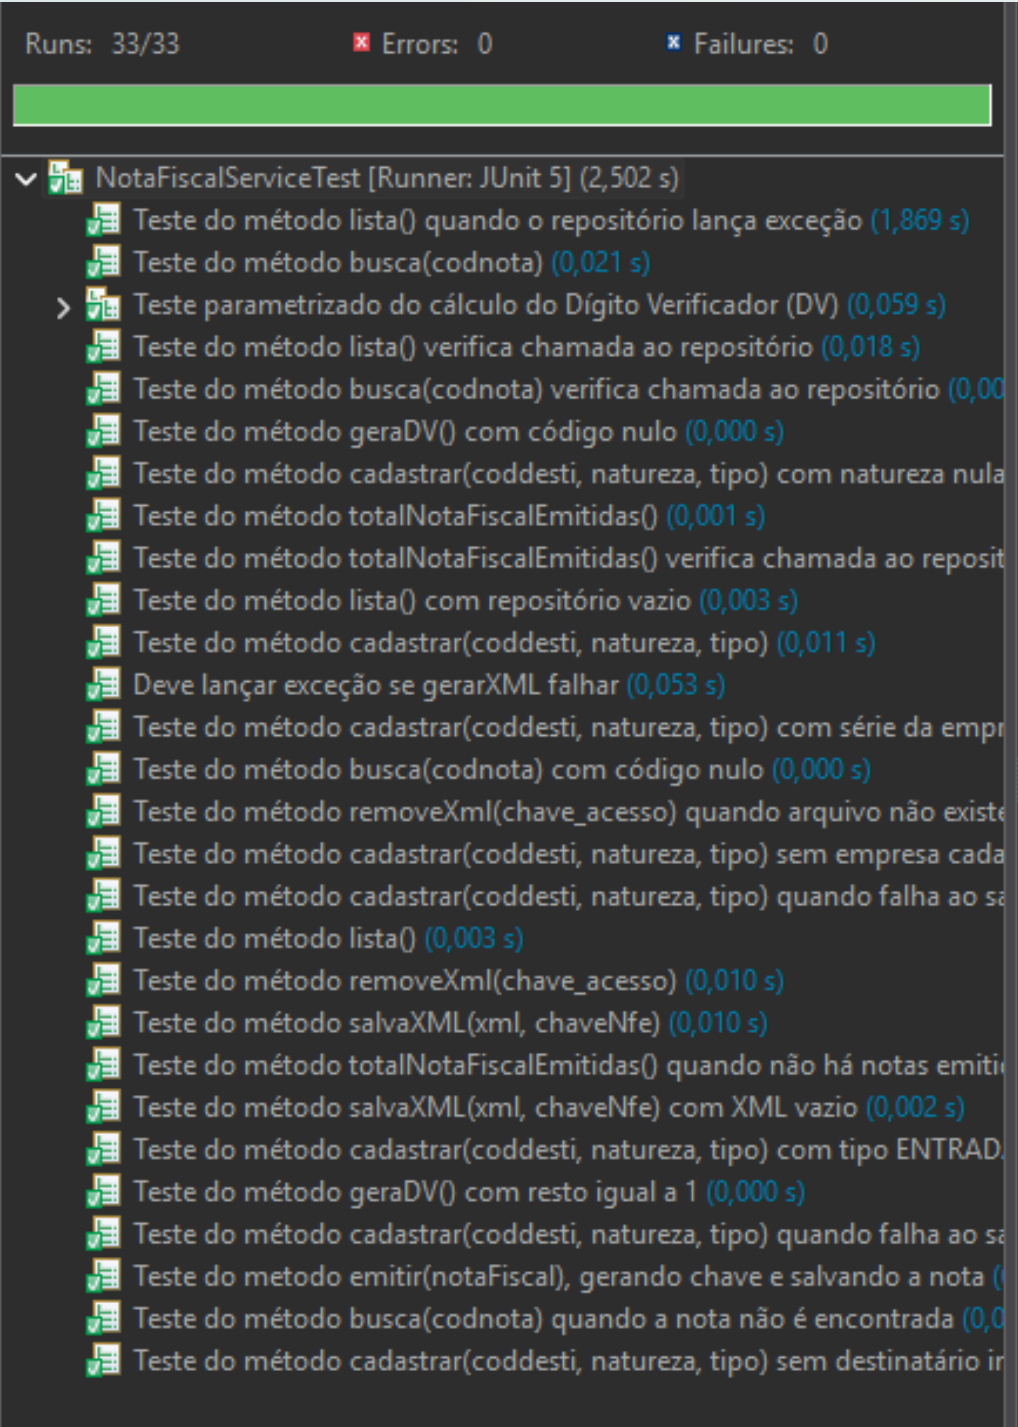 Runs: 33/33 Errors: 0 Failures: 0
NotaFiscalServiceTest [Runner: JUnit 5] (2,502 s)
Teste do método lista() quando o repositório lança exceção (1,869 s)
Teste do método busca(codnota) (0,021 s)
Teste parametrizado do cálculo do Dígito Verificador (DV) (0,059 s)
Teste do método lista() verifica chamada ao repositório (0,018 s)
Teste do método busca(codnota) verifica chamada ao repositório (0,00
Teste do método geraDV() com código nulo (0,000 s)
Teste do método cadastrar(coddesti, natureza, tipo) com natureza nula
Teste do método totalNotaFiscalEmitidas() (0,001 s)
Teste do método totalNotaFiscalEmitidas() verifica chamada ao reposit
Teste do método lista() com repositório vazio (0,003 s)
Teste do método cadastrar(coddesti, natureza, tipo) (0,011 s)
Deve lançar exceção se gerarXML falhar (0,053 s)
Teste do método cadastrar(coddesti, natureza, tipo) com série da empr
Teste do método busca(codnota) com código nulo (0,000 s)
Teste do método removeXml(chave_acesso) quando arquivo não existe
Teste do método cadastrar(coddesti, natureza, tipo) sem empresa cada
Teste do método cadastrar(coddesti, natureza, tipo) quando falha ao sa
Teste do método lista() (0,003 s)
Teste do método removeXml(chave_acesso) (0,010 s)
Teste do método salvaXML(xml, chaveNfe) (0,010 s)
Teste do método totalNotaFiscalEmitidas() quando não há notas emiti
Teste do método salvaXML(xml, chaveNfe) com XML vazio (0,002 s)
Teste do método cadastrar(coddesti, natureza, tipo) com tipo ENTRAD
Teste do método geraDV() com resto igual a 1 (0,000 s)
Teste do método cadastrar(coddesti, natureza, tipo) quando falha ao sa
Teste do metodo emitir(notaFiscal), gerando chave e salvando a nota (
Teste do método busca(codnota) quando a nota não é encontrada (0,0
Teste do método cadastrar(coddesti, natureza, tipo) sem destinatário ir